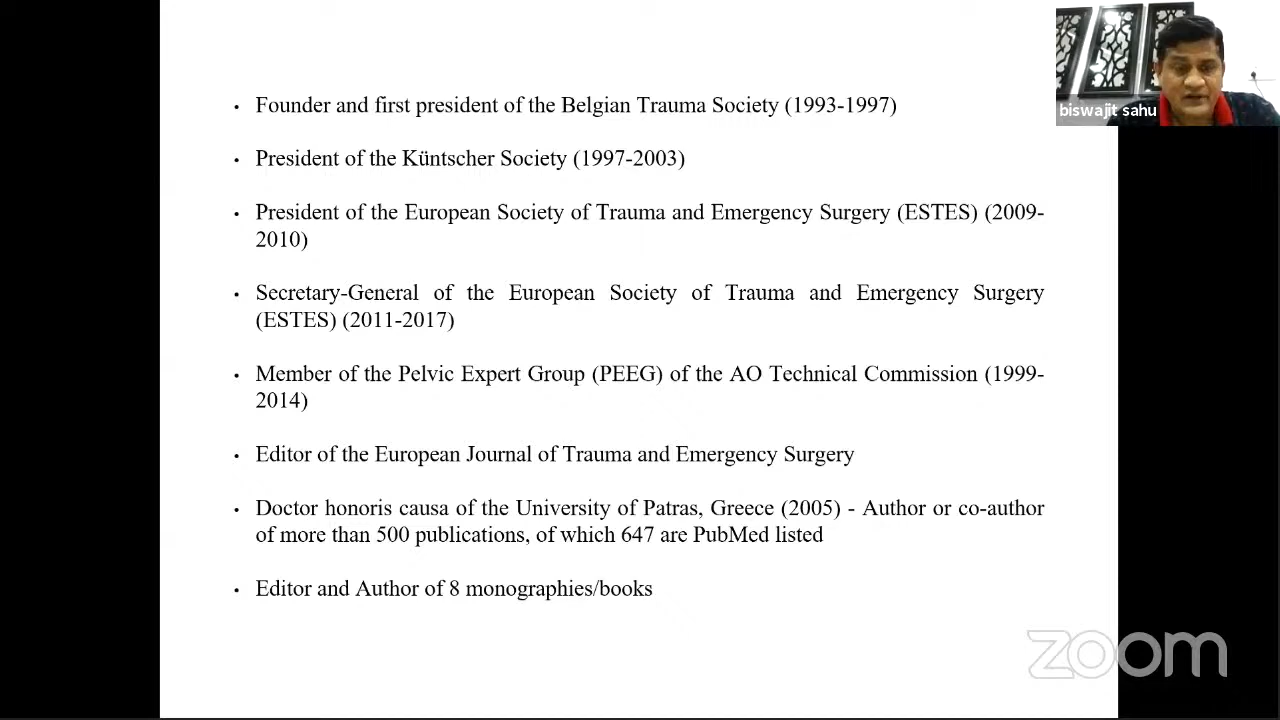 • Founder and first president of the Belgian Trauma Society (1993-1997)
• President of the Küntscher Society (1997-2003)
• President of the European Society of Trauma and Emergency Surgery (ESTES) (2009-
2010)
• Secretary-General of the European Society of Trauma and Emergency Surgery
(ESTES) (2011-2017)
• Member of the Pelvic Expert Group (PEEG) of the AO Technical Commission (1999-
2014)
• Editor of the European Journal of Trauma and Emergency Surgery
• Doctor honoris causa of the University of Patras, Greece (2005) - Author or co-author
of more than 500 publications, of which 647 are PubMed listed
• Editor and Author of 8 monographies/books
biswajit sahu
zoom